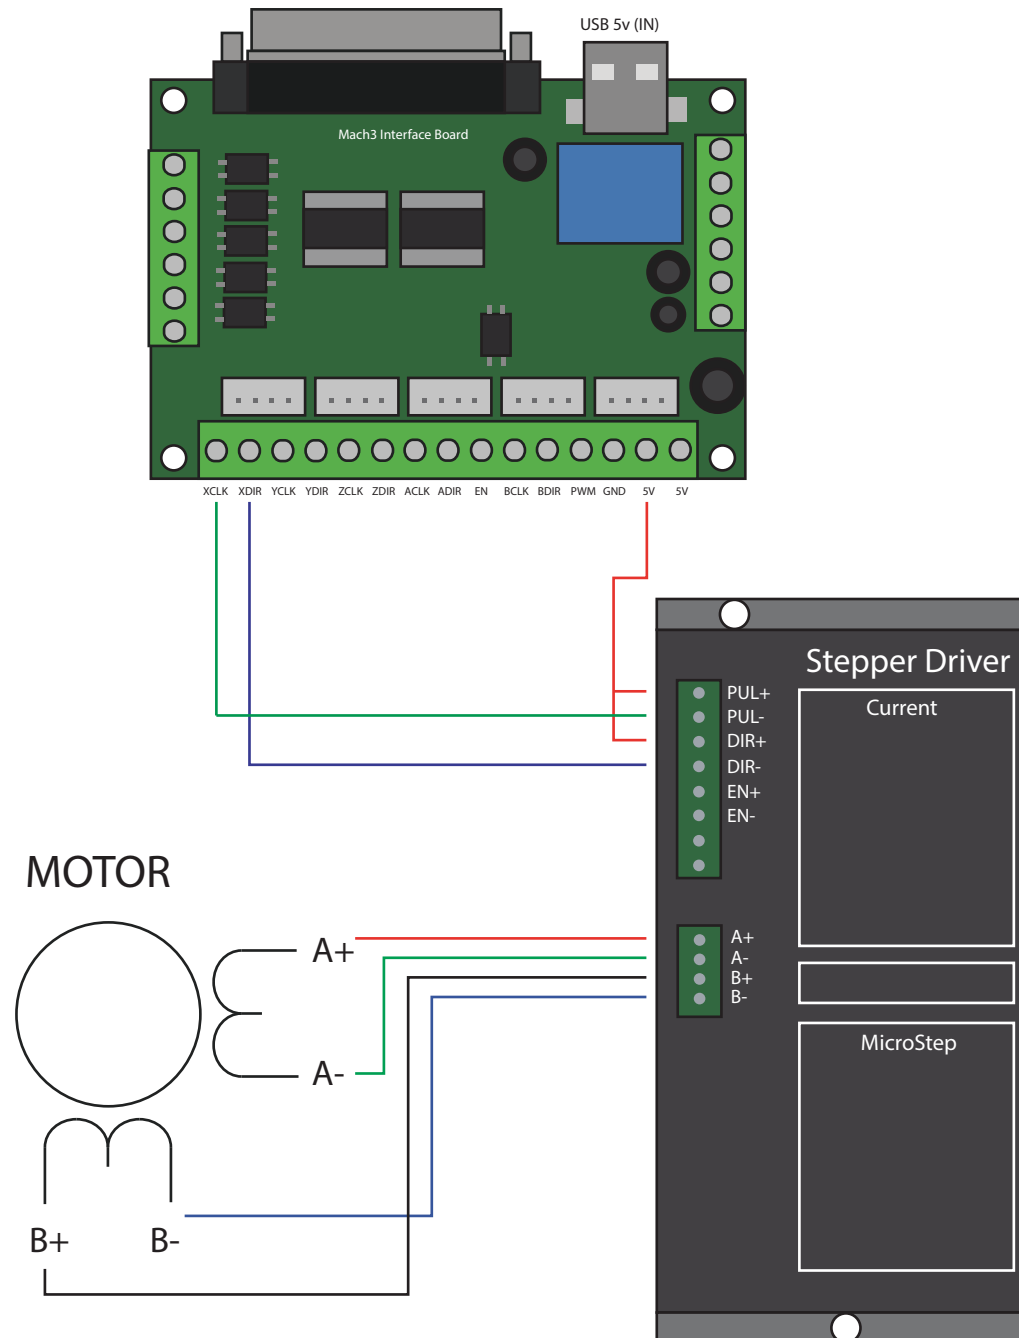 USB 5v (IN)
Mach3 Interface Board
XCLK XDIR YCLK YDIR ZCLK ZDIR ACLK ADIR EN BCLK BDIR PWM GND 5V 5V
Stepper Driver
PUL+
PUL-
DIR+
DIR-
EN+
EN-
Current
MOTOR
A+
A-
B+
B-
A+
A-
B+
B-
MicroStep